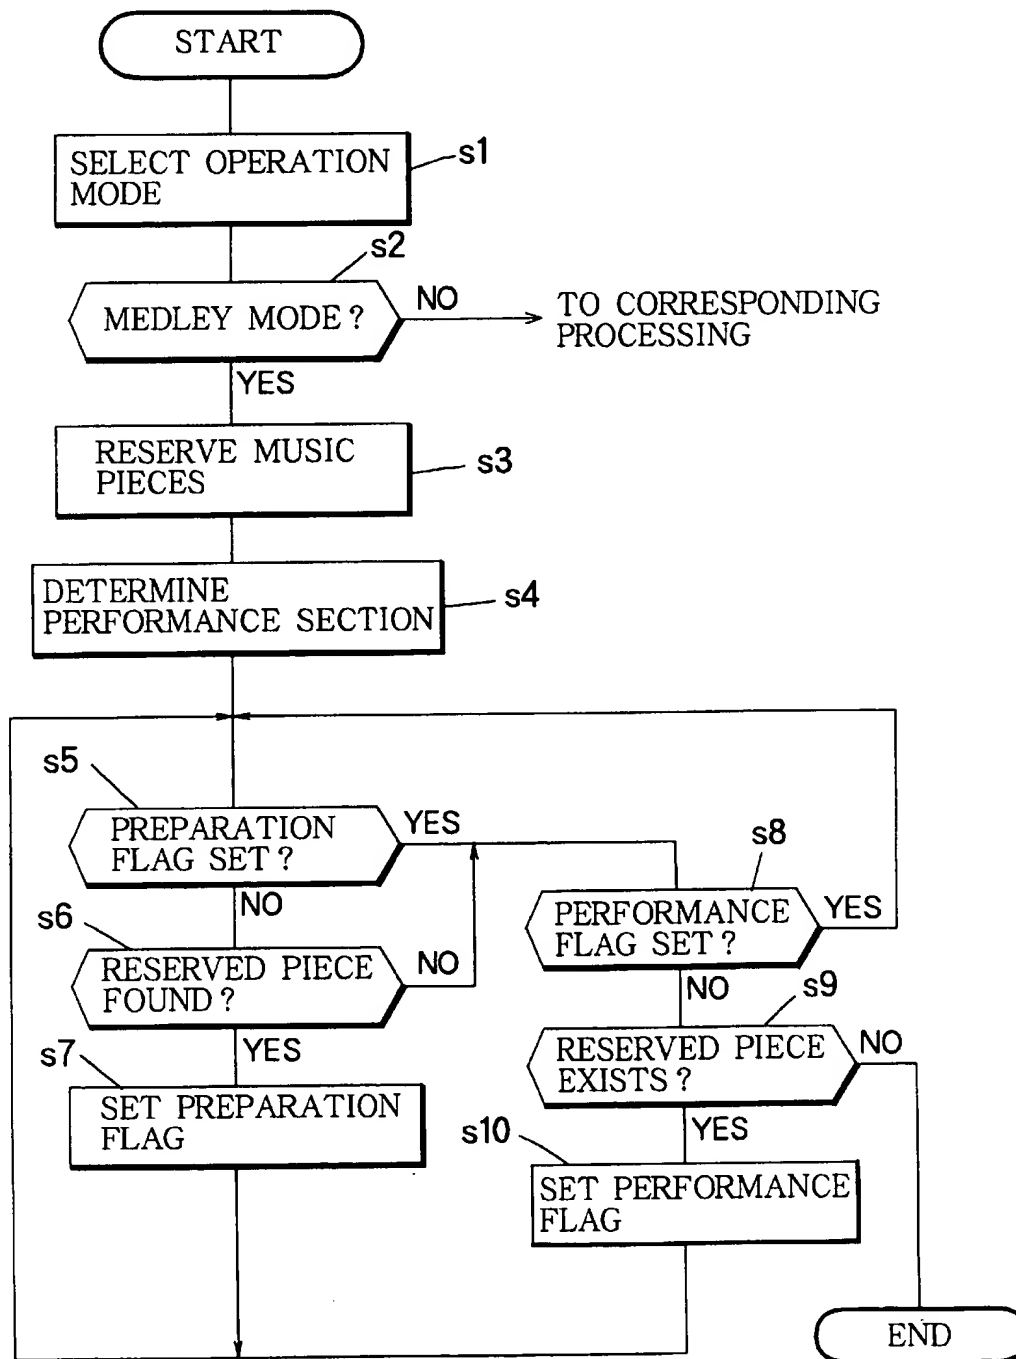 START
SELECT OPERATION
MODE
s1
s2
MEDLEY MODE?
NO
TO CORRESPONDING
PROCESSING
YES
RESERVE MUSIC
PIECES
s3
DETERMINE
PERFORMANCE SECTION
s4
s5
PREPARATION
FLAG SET?
YES
NO
s6
RESERVED PIECE
FOUND?
NO
YES
s7
SET PREPARATION
FLAG
s8
PERFORMANCE
FLAG SET?
YES
NO
s9
RESERVED PIECE
EXISTS?
NO
YES
s10
SET PERFORMANCE
FLAG
END